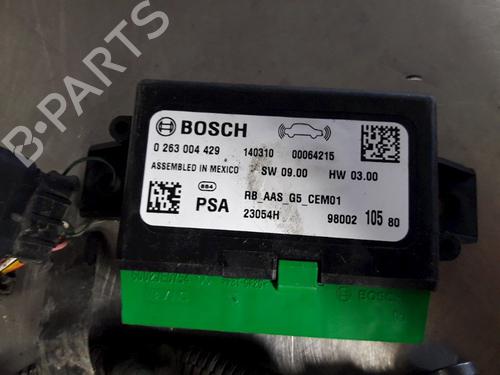 BOSCH
0 263 004 429 140310 00064215
ASSEMBLED IN MEXICO SW 09.00 HW 03.00
884 RB_AAS_G5_CEM01
PSA 23054H 98002 105 80
BOSCH
B-Parts